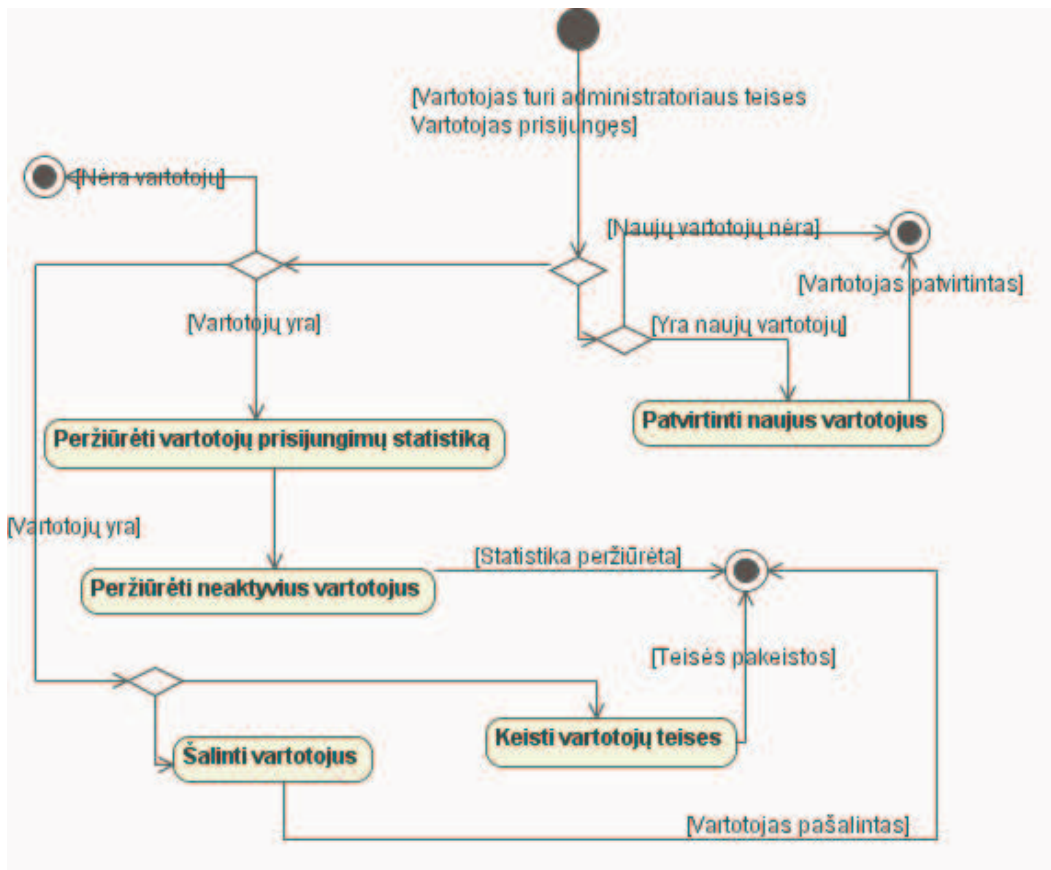 [Vartotojas turi administratoriaus teises
Vartotojas prisijungęs]
[Nėra vartotojų]
[Naujų vartotojų nėra]
[Vartotojas patvirtintas]
[Vartotojų yra]
[Yra naujų vartotojų]
Patvirtinti naujus vartotojus
Peržiūrėti vartotojų prisijungimų statistiką
[Vartotojų yra]
[Statistika peržiūrėta]
Peržiūrėti neaktyvius vartotojus
[Teisės pakeistos]
Keisti vartotojų teises
Šalinti vartotojus
[Vartotojas pašalintas]